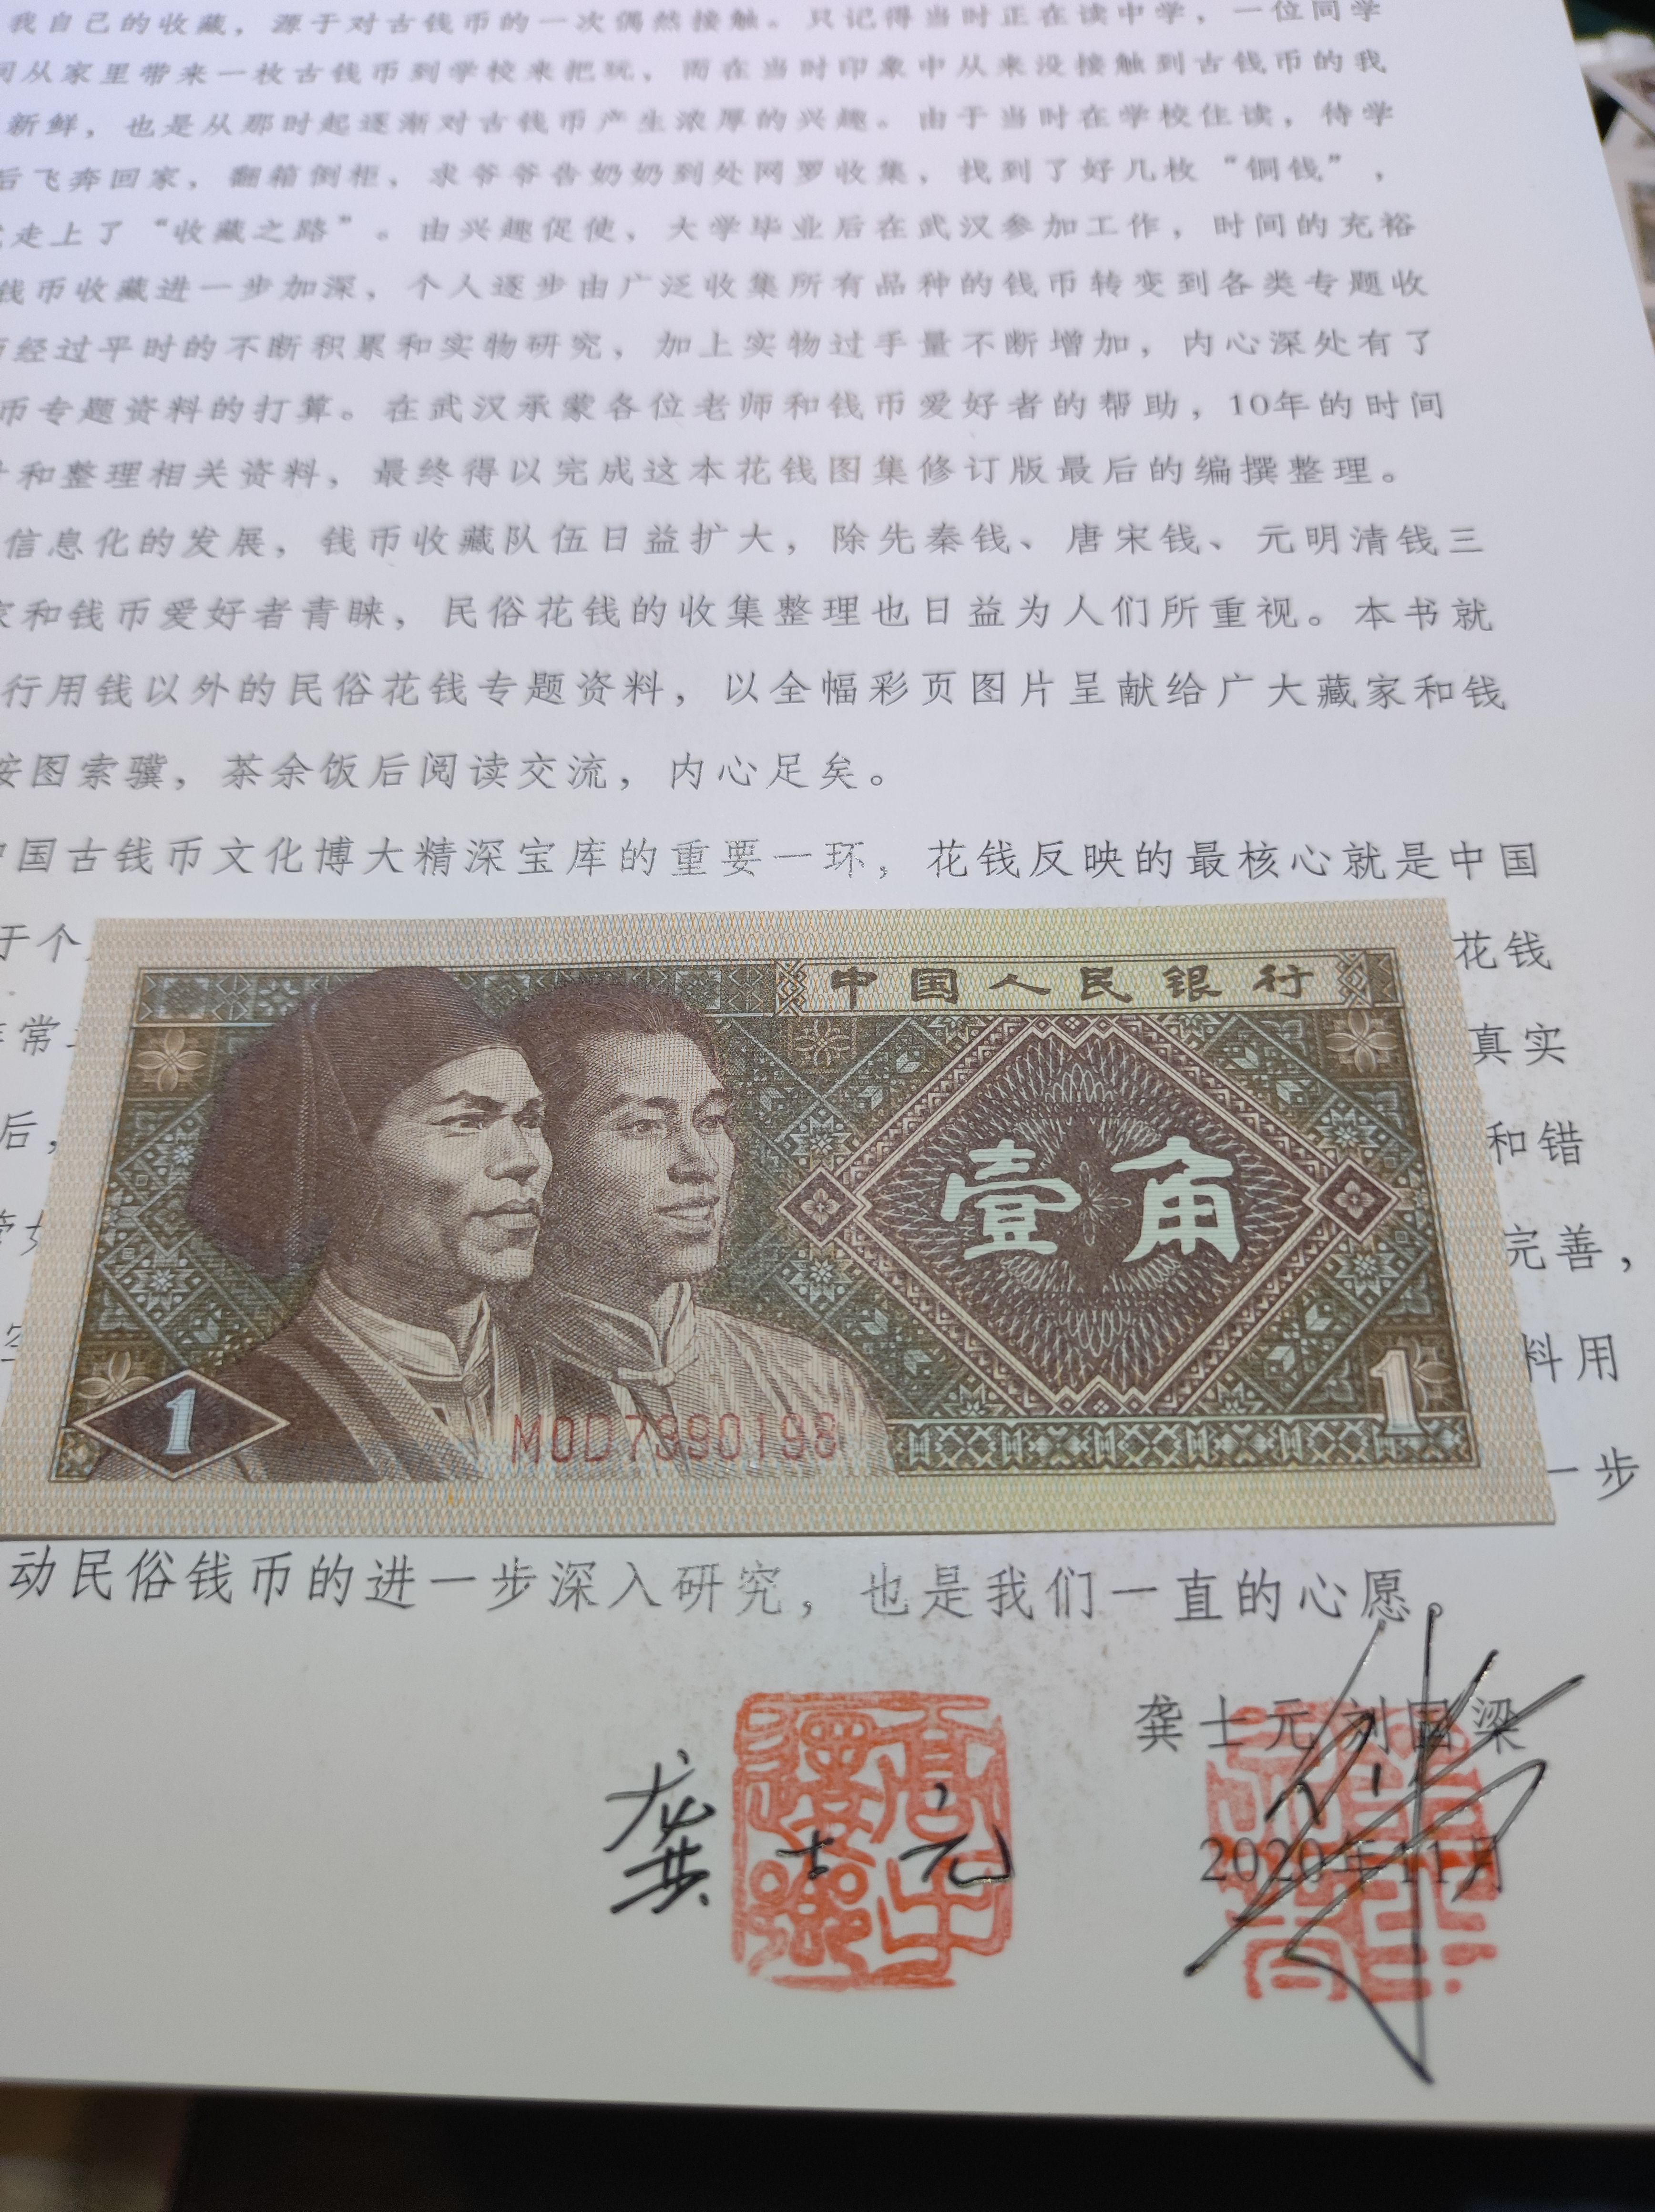 我自己的收藏，源于对古钱币的一次偶然接触。只记得当时正在读中学，一位同学
间从家里带来一枚古钱币到学校来把玩，而在当时印象中从来没接触到古钱币的我
新鲜，也是从那时起逐渐对古钱币产生浓厚的兴趣。由于当时在学校住读，待学
后飞奔回家，翻箱倒柜，求爷爷告奶奶到处网罗收集，找到了好几枚“铜钱”，
走上了“收藏之路”。由兴趣促使，大学毕业后在武汉参加工作，时间的充裕
钱币收藏进一步加深，个人逐步由广泛收集所有品种的钱币转变到各类专题收
经过平时的不断积累和实物研究，加上实物过手量不断增加，内心深处有了
币专题资料的打算。在武汉承蒙各位老师和钱币爱好者的帮助，10年的时间
和整理相关资料，最终得以完成这本花钱图集修订版最后的编撰整理。
信息化的发展，钱币收藏队伍日益扩大，除先秦钱、唐宋钱、元明清钱三
家和钱币爱好者青睐，民俗花钱的收集整理也日益为人们所重视。本书就
行用钱以外的民俗花钱专题资料，以全幅彩页图片呈献给广大藏家和钱
按图索骥，茶余饭后阅读交流，内心足矣。
中国古钱币文化博大精深宝库的重要一环，花钱反映的最核心就是中国
于个 花钱
非常 真实
后， 和错
完善，
料用
一步
中国人民银行
壹角
1 1
M0D7390198
动民俗钱币的进一步深入研究，也是我们一直的心愿。
龚士元 刘国梁
2020年11月
龚士元